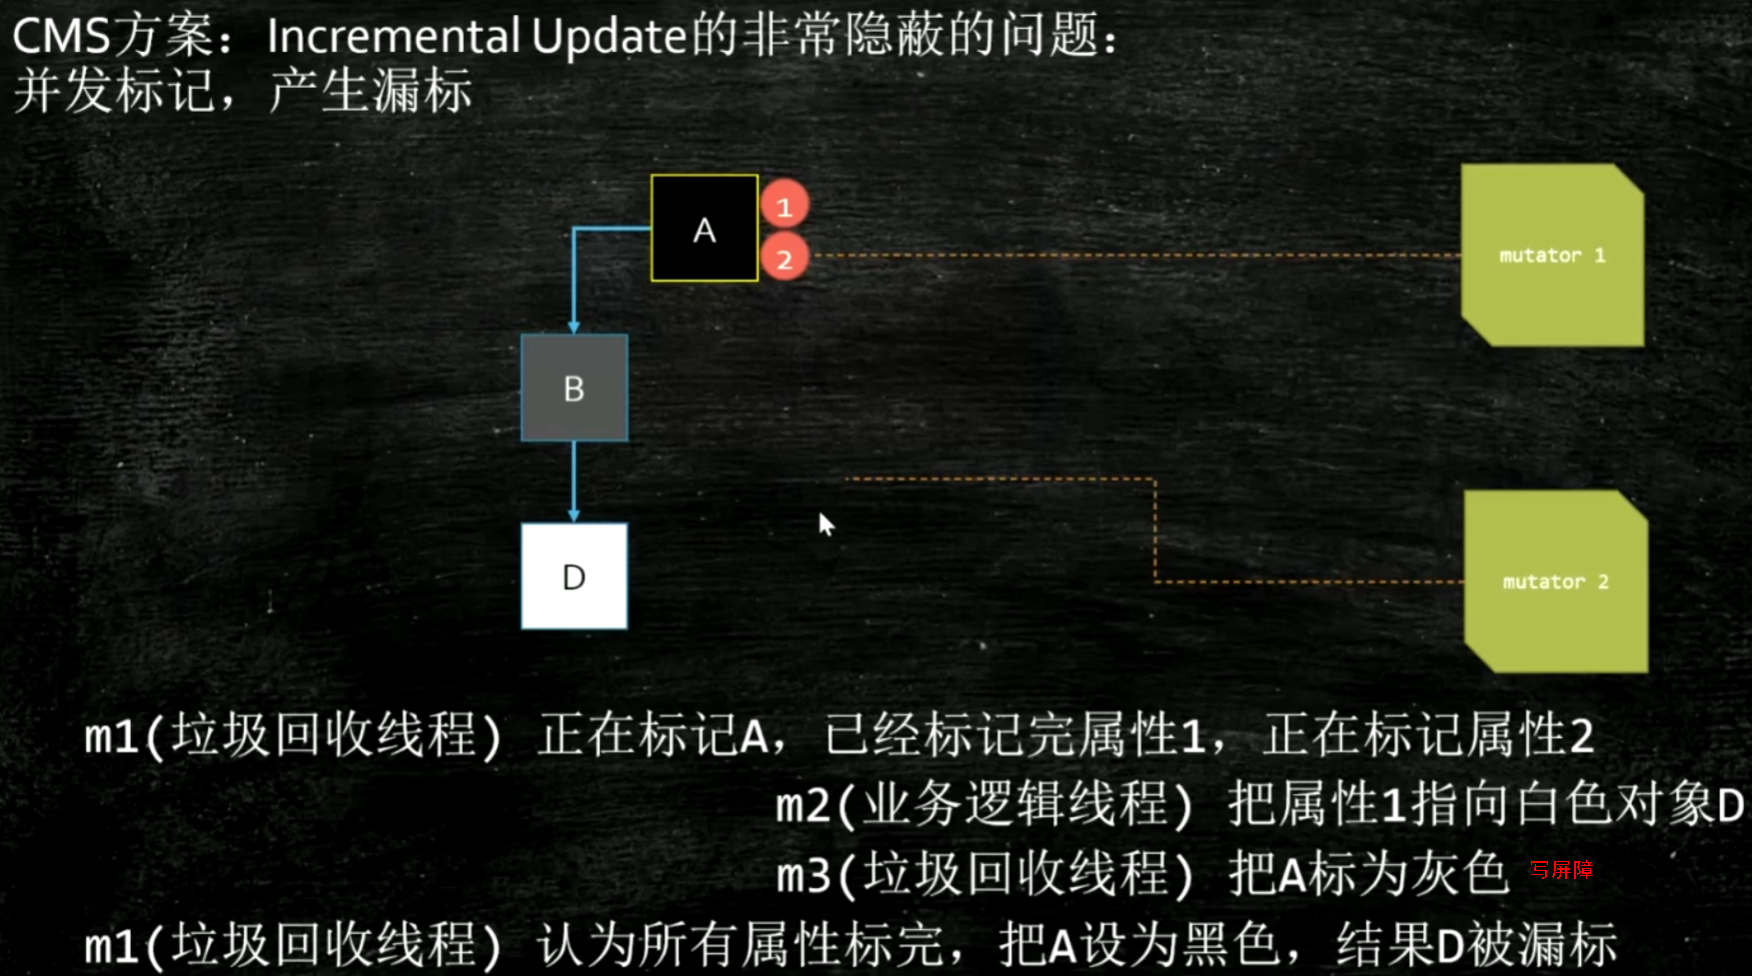 CMS方案：Incremental Update的非常隐蔽的问题：
并发标记，产生漏标
A
1
2
mutator 1
B
D
mutator 2
m1(垃圾回收线程) 正在标记A，已经标记完属性1，正在标记属性2
m2(业务逻辑线程) 把属性1指向白色对象D
m3(垃圾回收线程) 把A标为灰色 写屏障
m1(垃圾回收线程) 认为所有属性标完，把A设为黑色，结果D被漏标